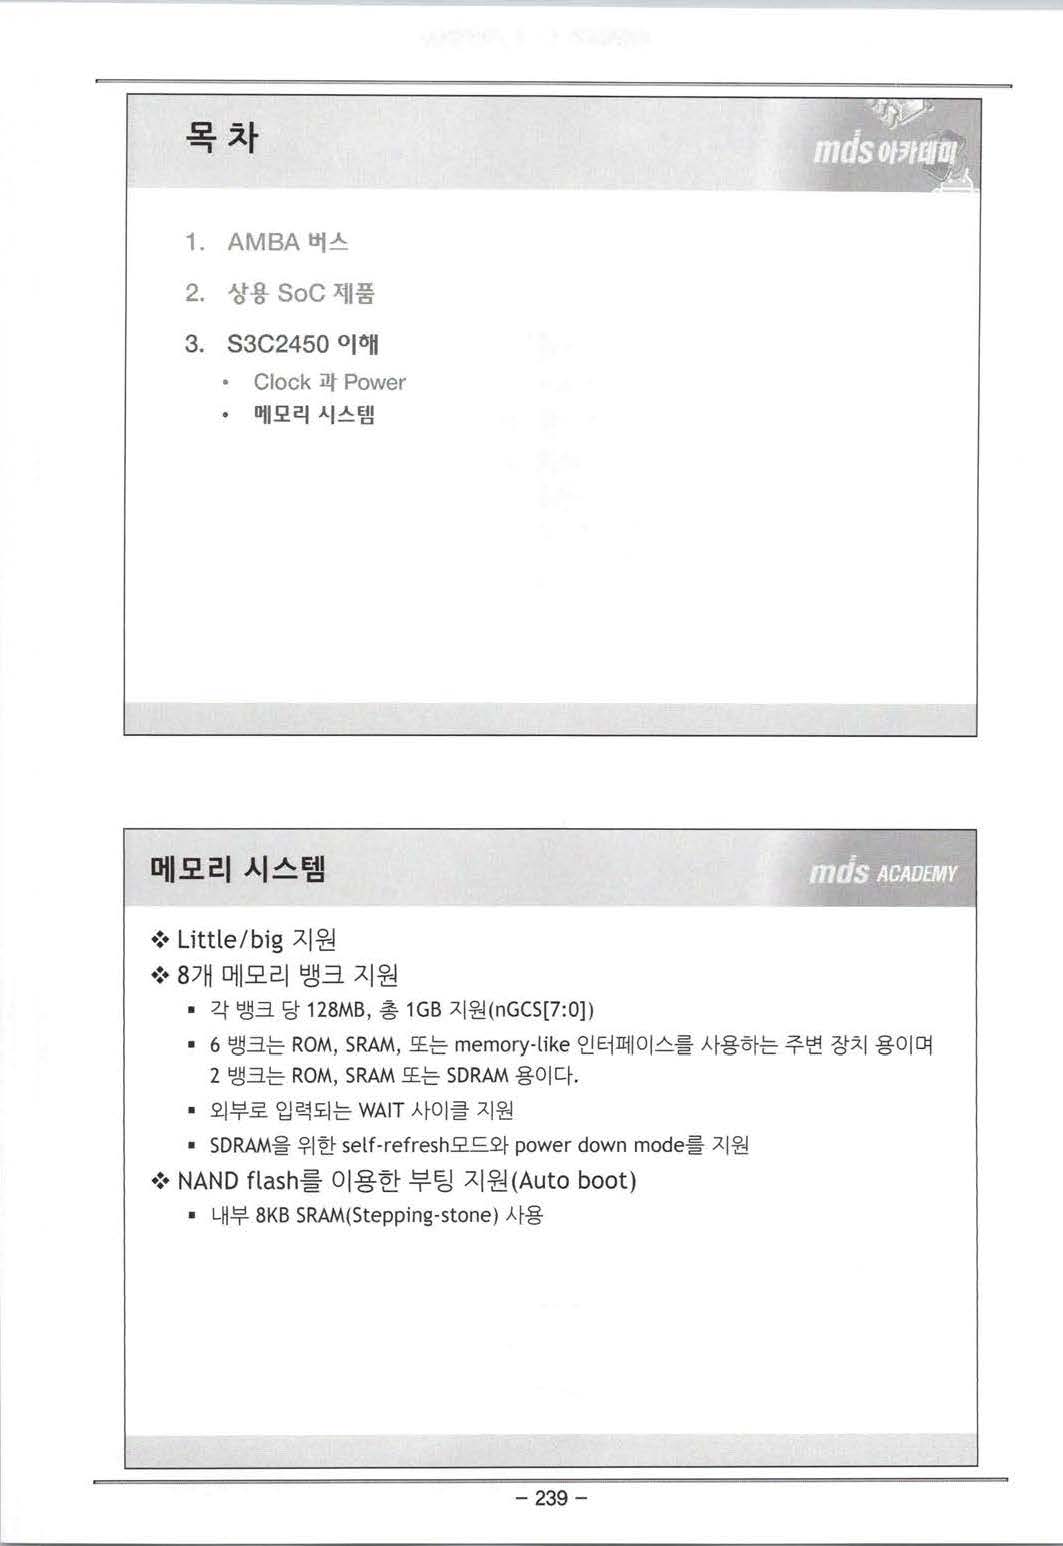 목 차
mds 아카데미
1. AMBA 버스
2. 상용 SoC 제품
3. S3C2450 이해
• Clock 과 Power
• 메모리 시스템
메모리 시스템
mds ACADEMY
❖ Little/big 지원
❖ 8개 메모리 뱅크 지원
▪ 각 뱅크 당 128MB, 총 1GB 지원(nGCS[7:0])
▪ 6 뱅크는 ROM, SRAM, 또는 memory-like 인터페이스를 사용하는 주변 장치 용이며
2 뱅크는 ROM, SRAM 또는 SDRAM 용이다.
▪ 외부로 입력되는 WAIT 사이클 지원
▪ SDRAM을 위한 self-refresh모드와 power down mode를 지원
❖ NAND flash를 이용한 부팅 지원(Auto boot)
▪ 내부 8KB SRAM(Stepping-stone) 사용
- 239 -